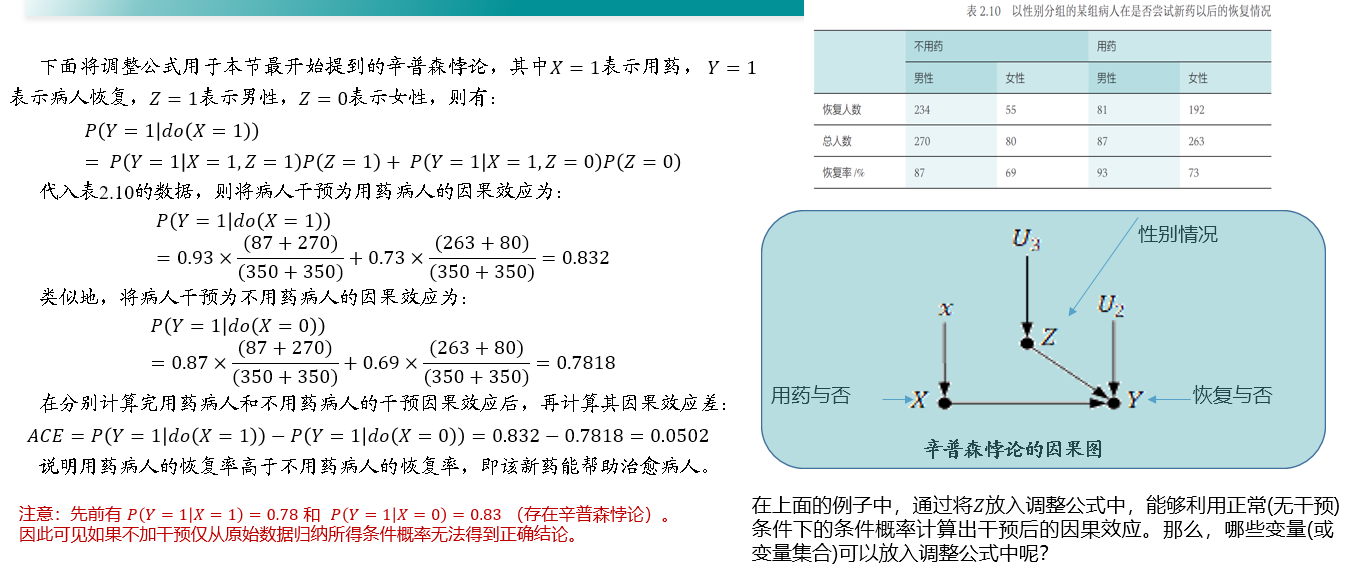 下面将调整公式用于本节最开始提到的辛普森悖论，其中X = 1表示用药，Y = 1
表示病人恢复，Z = 1表示男性，Z = 0表示女性，则有：
P(Y = 1|do(X = 1))
= P(Y = 1|X = 1, Z = 1)P(Z = 1) + P(Y = 1|X = 1, Z = 0)P(Z = 0)
代入表2.10的数据，则将病人干预为用药病人的因果效应为：
P(Y = 1|do(X = 1))
= 0.93 × (87 + 270)/(350 + 350) + 0.73 × (263 + 80)/(350 + 350) = 0.832
类似地，将病人干预为不用药病人的因果效应为：
P(Y = 1|do(X = 0))
= 0.87 × (87 + 270)/(350 + 350) + 0.69 × (263 + 80)/(350 + 350) = 0.7818
在分别计算完用药病人和不用药病人的干预因果效应后，再计算其因果效应差：
ACE = P(Y = 1|do(X = 1)) − P(Y = 1|do(X = 0)) = 0.832 − 0.7818 = 0.0502
说明用药病人的恢复率高于不用药病人的恢复率，即该新药能帮助治愈病人。
注意：先前有 P(Y = 1|X = 1) = 0.78 和 P(Y = 1|X = 0) = 0.83 （存在辛普森悖论）。
因此可见如果不加干预仅从原始数据归纳所得条件概率无法得到正确结论。
表 2.10 以性别分组的某组病人在是否尝试新药以后的恢复情况
不用药 用药
男性 女性 男性 女性
恢复人数 234 55 81 192
总人数 270 80 87 263
恢复率 /% 87 69 93 73
性别情况
U3
x
U2
Z
用药与否
X
Y
恢复与否
辛普森悖论的因果图
在上面的例子中，通过将Z放入调整公式中，能够利用正常(无干预)
条件下的条件概率计算出干预后的因果效应。那么，哪些变量(或
变量集合)可以放入调整公式中呢？